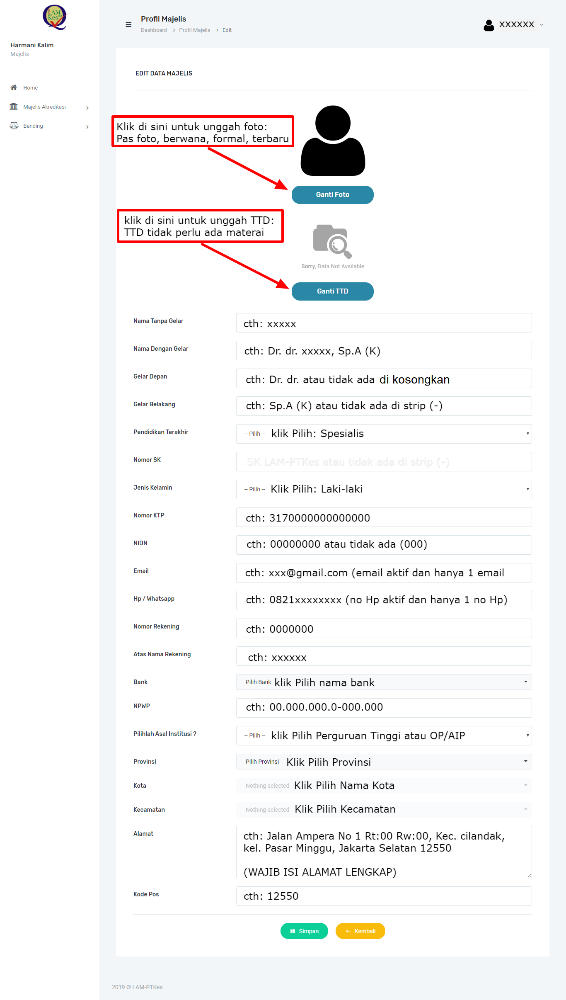 LAM
Kes
Harmani Kalim
Majelis
Home
Majelis Akreditasi
Banding
Profil Majelis
Dashboard > Profil Majelis > Edit
XXXXXX
EDIT DATA MAJELIS
Klik di sini untuk unggah foto:
Pas foto, berwana, formal, terbaru
Ganti Foto
klik di sini untuk unggah TTD:
TTD tidak perlu ada materai
Sorry, Data Not Available
Ganti TTD
Nama Tanpa Gelar cth: xxxxx
Nama Dengan Gelar cth: Dr. dr. xxxxx, Sp.A (K)
Gelar Depan cth: Dr. dr. atau tidak ada di kosongkan
Gelar Belakang cth: Sp.A (K) atau tidak ada di strip (-)
Pendidikan Terakhir -- Pilih -- klik Pilih: Spesialis
Nomor SK SK LAM-PTKes atau tidak ada di strip (-)
Jenis Kelamin -- Pilih -- Klik Pilih: Laki-laki
Nomor KTP cth: 3170000000000000
NIDN cth: 00000000 atau tidak ada (000)
Email cth: xxx@gmail.com (email aktif dan hanya 1 email
Hp / Whatsapp cth: 0821xxxxxxxx (no Hp aktif dan hanya 1 no Hp)
Nomor Rekening cth: 0000000
Atas Nama Rekening cth: xxxxxx
Bank Pilih Bank klik Pilih nama bank
NPWP cth: 00.000.000.0-000.000
Pilihlah Asal Institusi ? -- Pilih -- klik Pilih Perguruan Tinggi atau OP/AIP
Provinsi Pilih Provinsi Klik Pilih Provinsi
Kota Nothing selected Klik Pilih Nama Kota
Kecamatan Nothing selected Klik Pilih Kecamatan
Alamat cth: Jalan Ampera No 1 Rt:00 Rw:00, Kec. cilandak,
kel. Pasar Minggu, Jakarta Selatan 12550
(WAJIB ISI ALAMAT LENGKAP)
Kode Pos cth: 12550
Simpan Kembali
2019 © LAM-PTKes